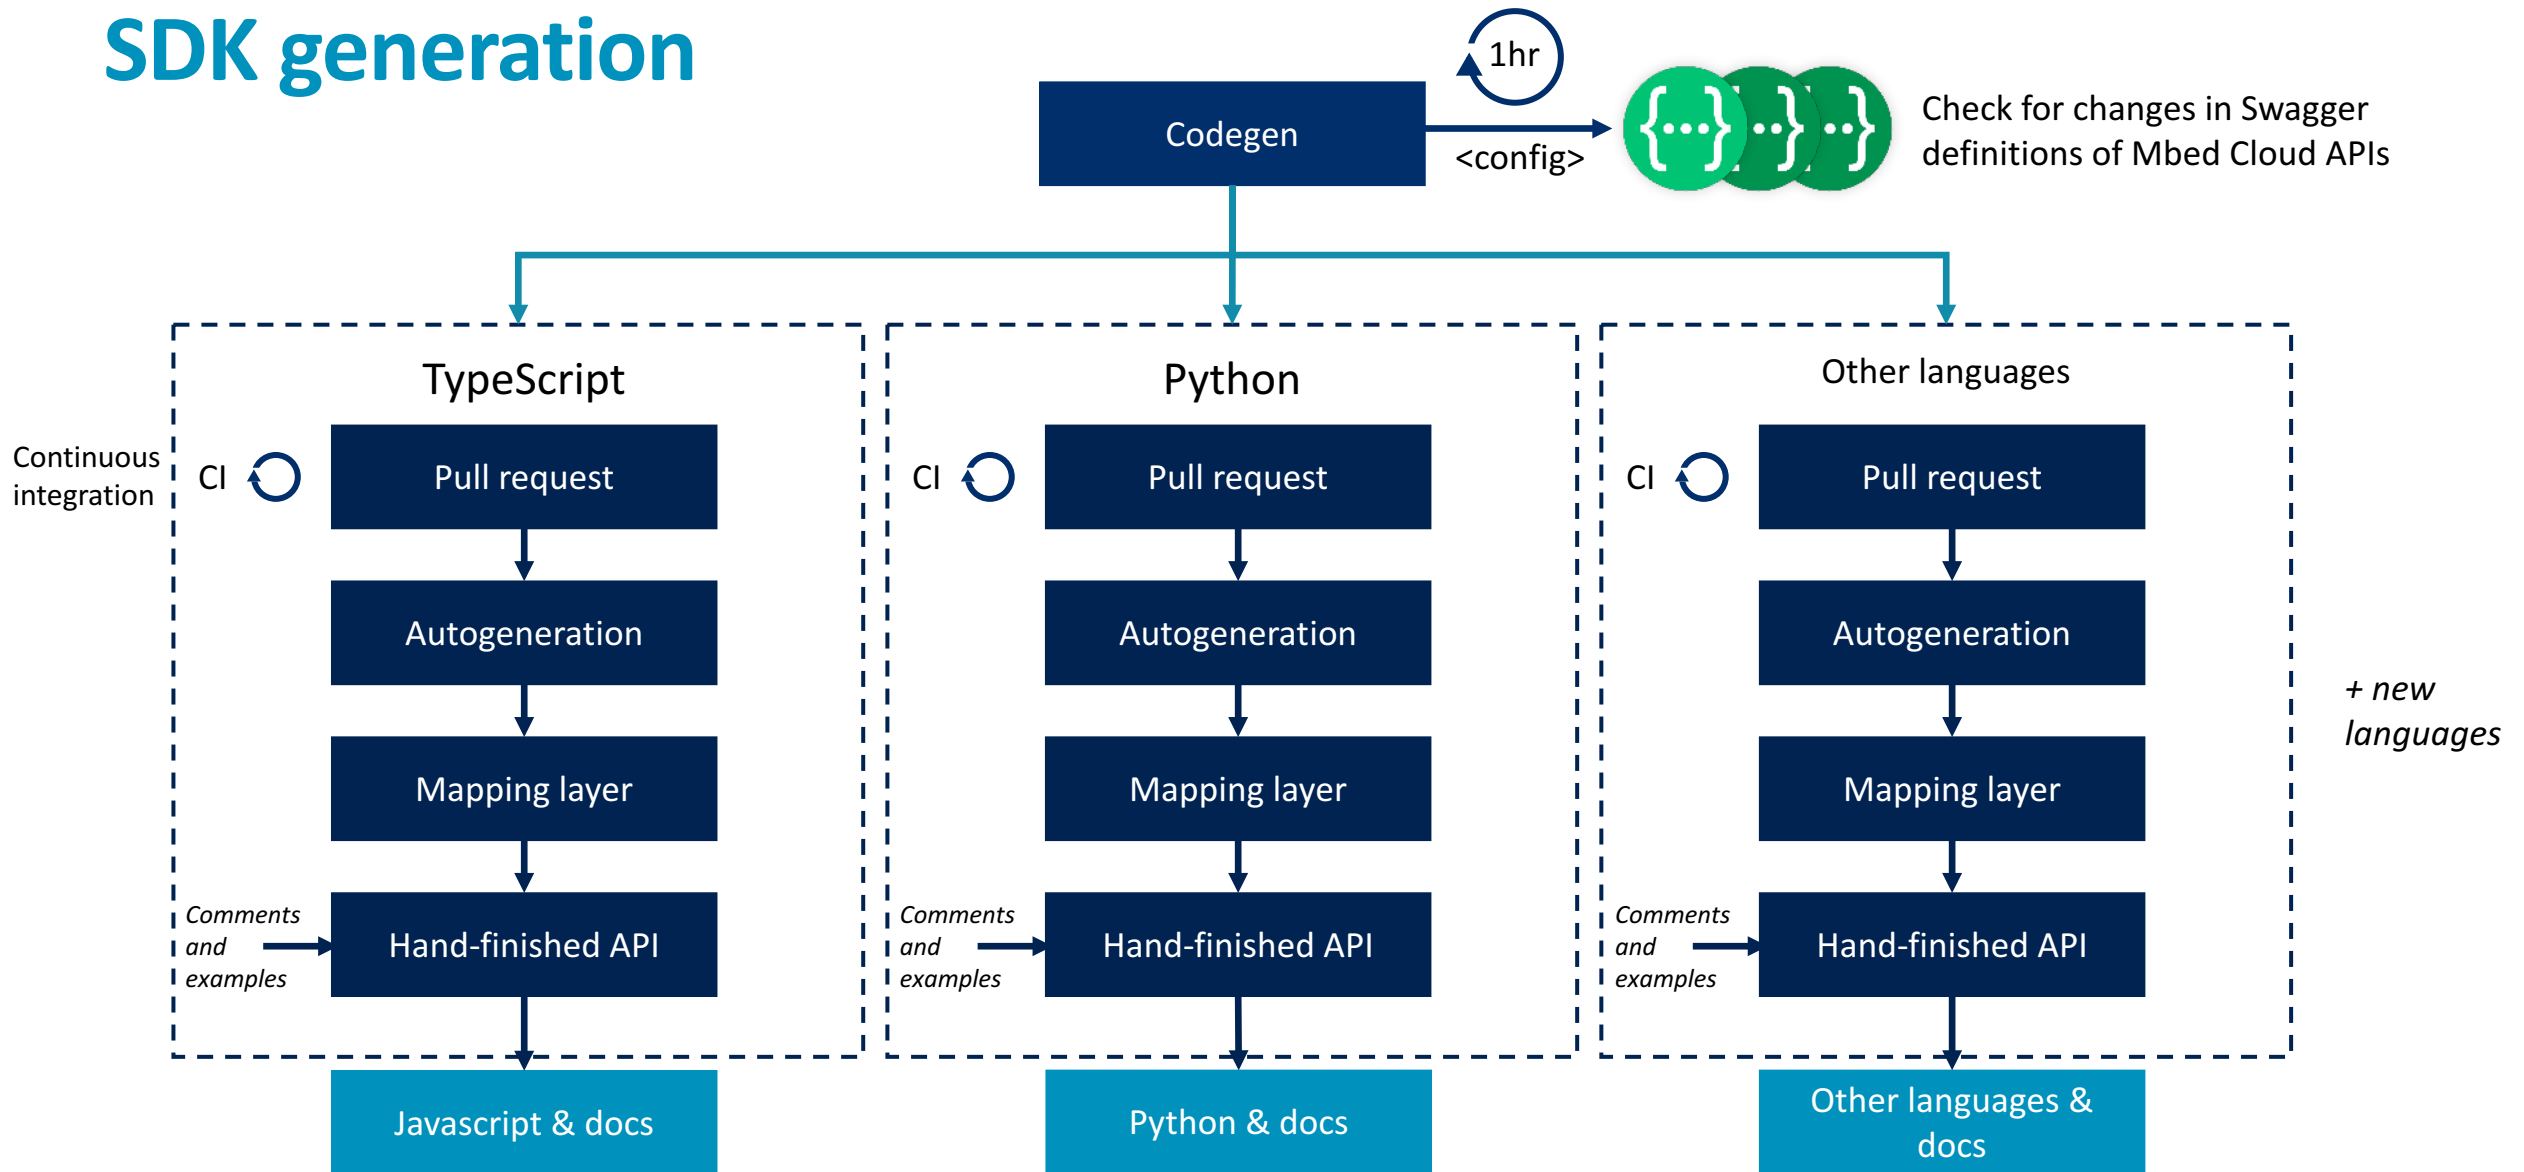 SDK generation
1hr
Codegen
<config>
{···}
··}
··}
Check for changes in Swagger
definitions of Mbed Cloud APIs
TypeScript
Python
Other languages
Continuous
integration
CI
Pull request
CI
Pull request
CI
Pull request
Autogeneration
Autogeneration
Autogeneration
+ new
languages
Mapping layer
Mapping layer
Mapping layer
Comments
and
examples
Hand-finished API
Comments
and
examples
Hand-finished API
Comments
and
examples
Hand-finished API
Javascript & docs
Python & docs
Other languages &
docs